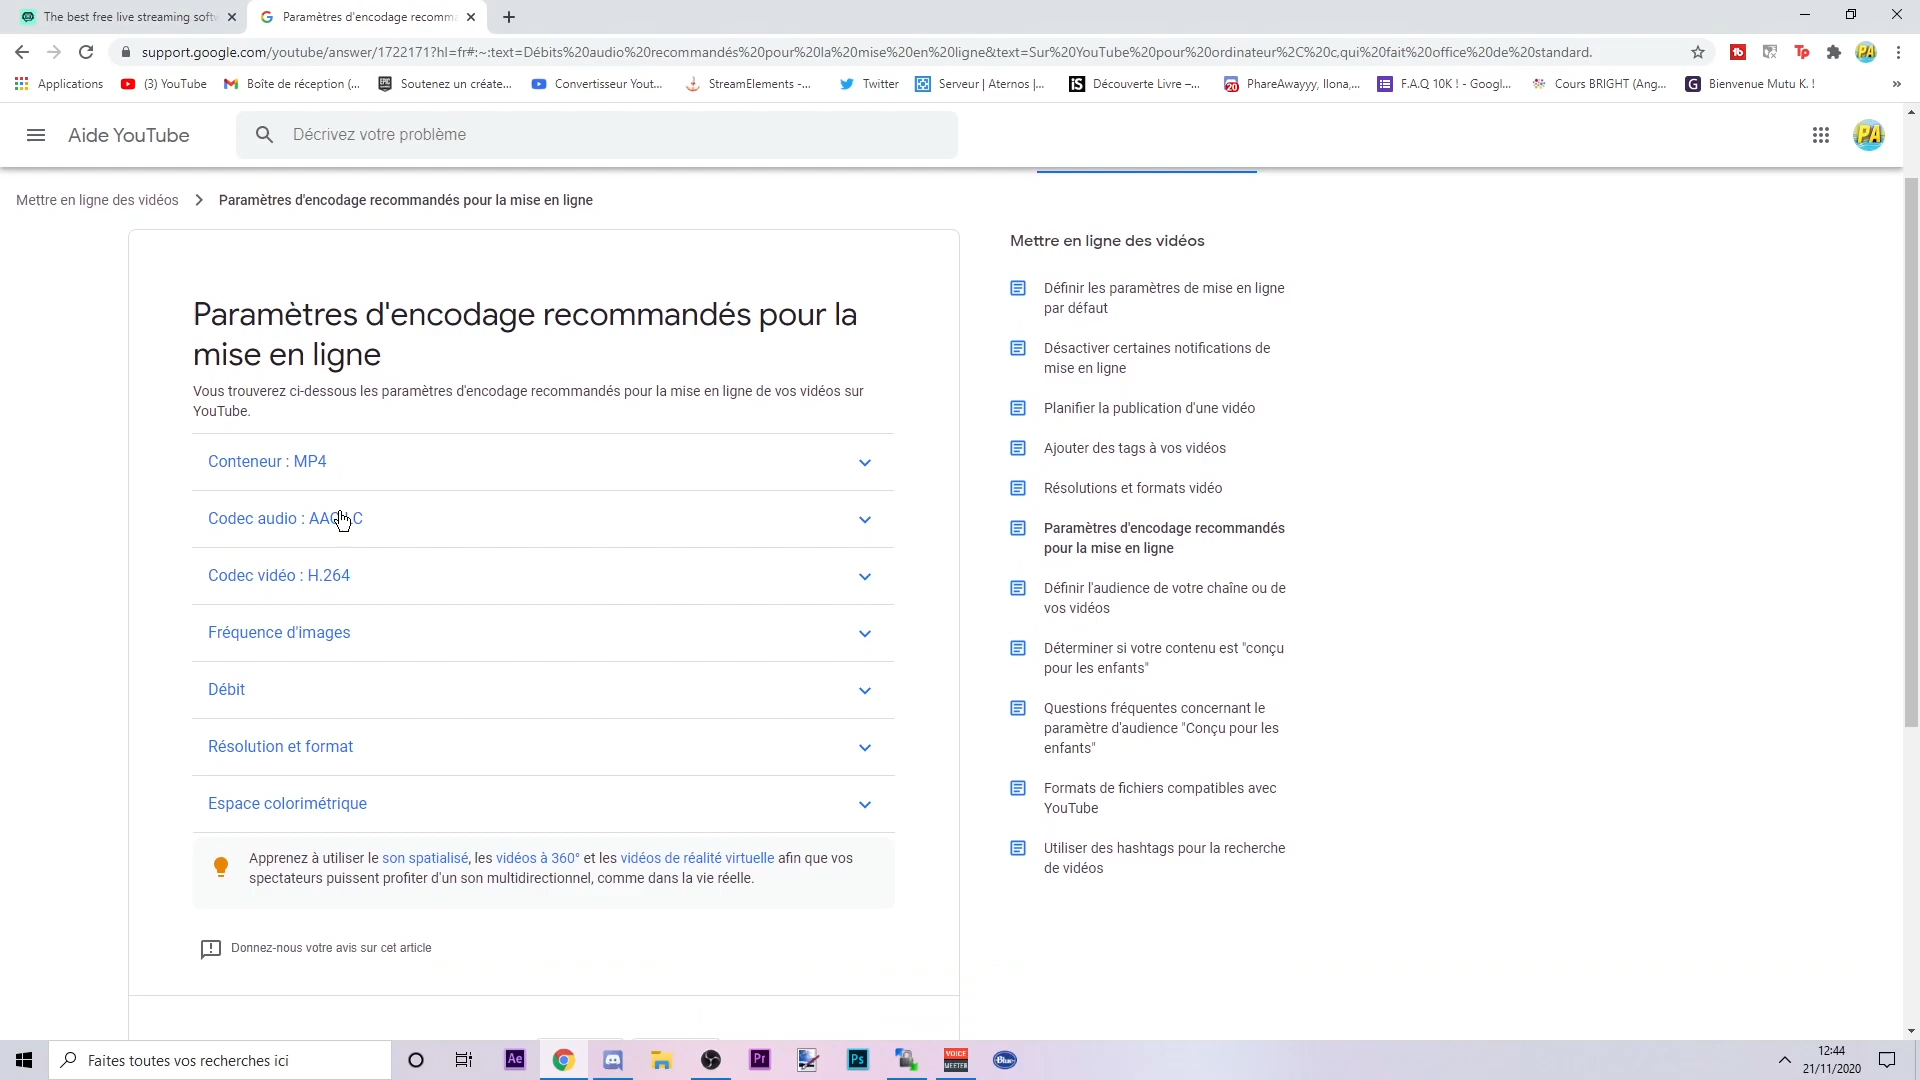 The best free live streaming softw
Paramètres d'encodage recomma
support.google.com/youtube/answer/1722171?hl=fr#:~:text=Débits%20audio%20recommandés%20pour%20la%20mise%20en%20ligne&text=Sur%20YouTube%20pour%20ordinateur%2C%20c,qui%20fait%20office%20de%20standard.
Applications
(3) YouTube
Boîte de réception (...
Soutenez un créate...
Convertisseur Yout...
StreamElements -...
Twitter
Serveur | Aternos |...
Découverte Livre –...
PhareAwayyy, Ilona,...
F.A.Q 10K ! - Googl...
Cours BRIGHT (Ang...
Bienvenue Mutu K. !
»
Aide YouTube
Décrivez votre problème
PA
Mettre en ligne des vidéos
Paramètres d'encodage recommandés pour la mise en ligne
Paramètres d'encodage recommandés pour la
mise en ligne
Vous trouverez ci-dessous les paramètres d'encodage recommandés pour la mise en ligne de vos vidéos sur
YouTube.
Conteneur : MP4
Codec audio : AAC-LC
Codec vidéo : H.264
Fréquence d'images
Débit
Résolution et format
Espace colorimétrique
Apprenez à utiliser le son spatialisé, les vidéos à 360° et les vidéos de réalité virtuelle afin que vos
spectateurs puissent profiter d'un son multidirectionnel, comme dans la vie réelle.
Donnez-nous votre avis sur cet article
Mettre en ligne des vidéos
Définir les paramètres de mise en ligne
par défaut
Désactiver certaines notifications de
mise en ligne
Planifier la publication d'une vidéo
Ajouter des tags à vos vidéos
Résolutions et formats vidéo
Paramètres d'encodage recommandés
pour la mise en ligne
Définir l'audience de votre chaîne ou de
vos vidéos
Déterminer si votre contenu est "conçu
pour les enfants"
Questions fréquentes concernant le
paramètre d'audience "Conçu pour les
enfants"
Formats de fichiers compatibles avec
YouTube
Utiliser des hashtags pour la recherche
de vidéos
Faites toutes vos recherches ici
Ae
Pr
Ps
VOICE
MEETER
Blue
12:44
21/11/2020